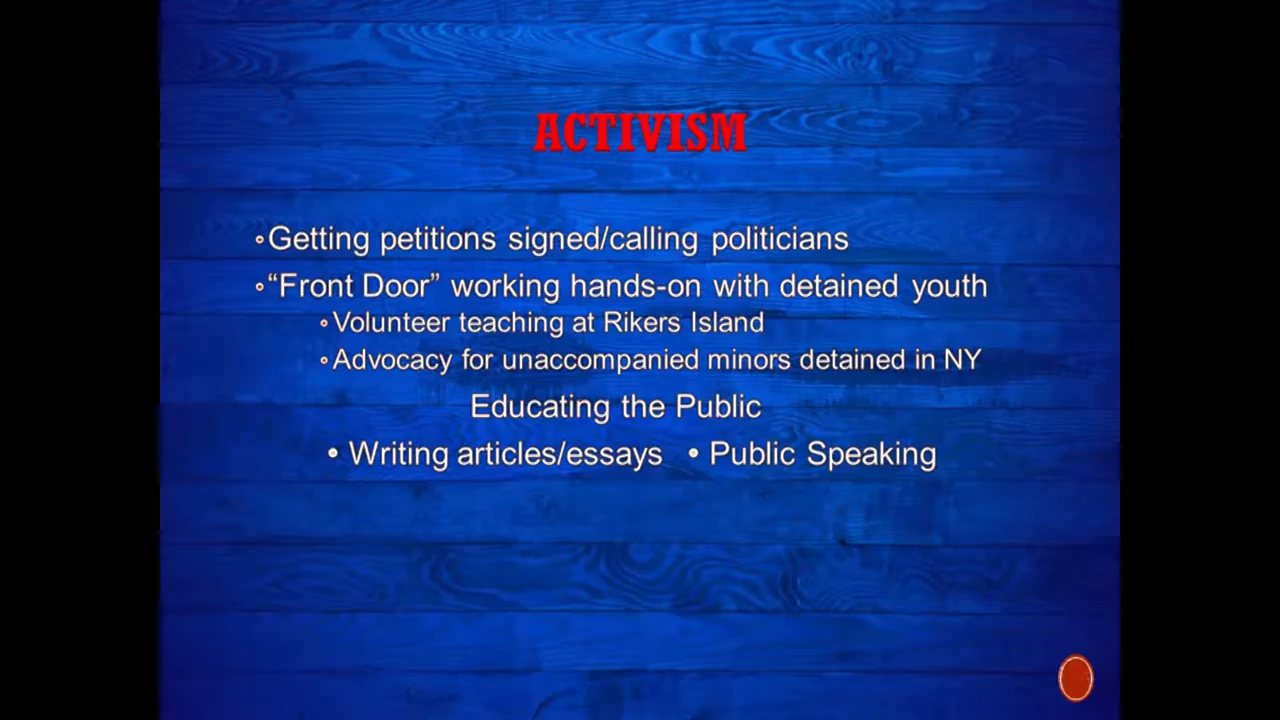 ACTIVISM
◦Getting petitions signed/calling politicians
◦“Front Door” working hands-on with detained youth
◦Volunteer teaching at Rikers Island
◦Advocacy for unaccompanied minors detained in NY
Educating the Public
• Writing articles/essays • Public Speaking